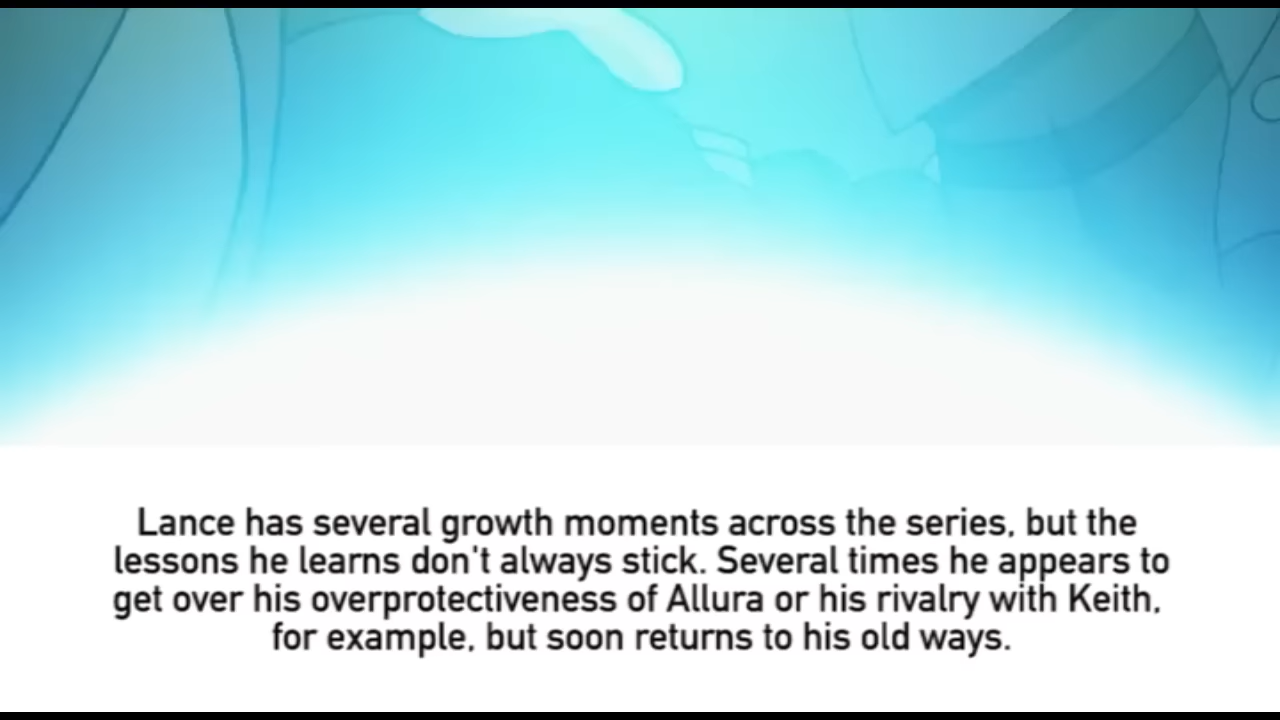 Lance has several growth moments across the series, but the
lessons he learns don't always stick. Several times he appears to
get over his overprotectiveness of Allura or his rivalry with Keith,
for example, but soon returns to his old ways.